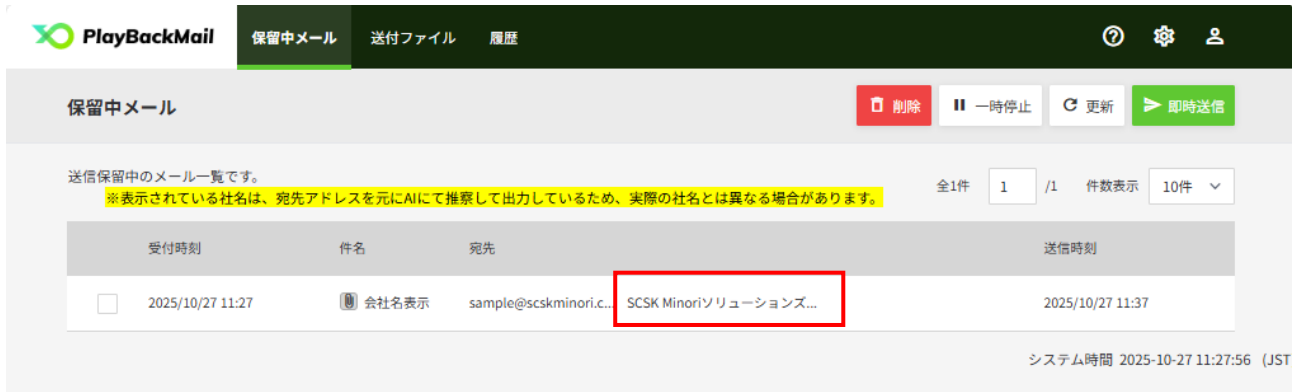 PlayBackMail 保留中メール 送付ファイル 履歴
保留中メール 削除 一時停止 更新 即時送信
送信保留中のメール一覧です。
※表示されている社名は、宛先アドレスを元にAIにて推察して出力しているため、実際の社名とは異なる場合があります。
全1件 1 /1 件数表示 10件
受付時刻 件名 宛先 送信時刻
2025/10/27 11:27 会社名表示 sample@scskminori.c... SCSK Minoriソリューションズ... 2025/10/27 11:37
システム時間 2025-10-27 11:27:56 (JST